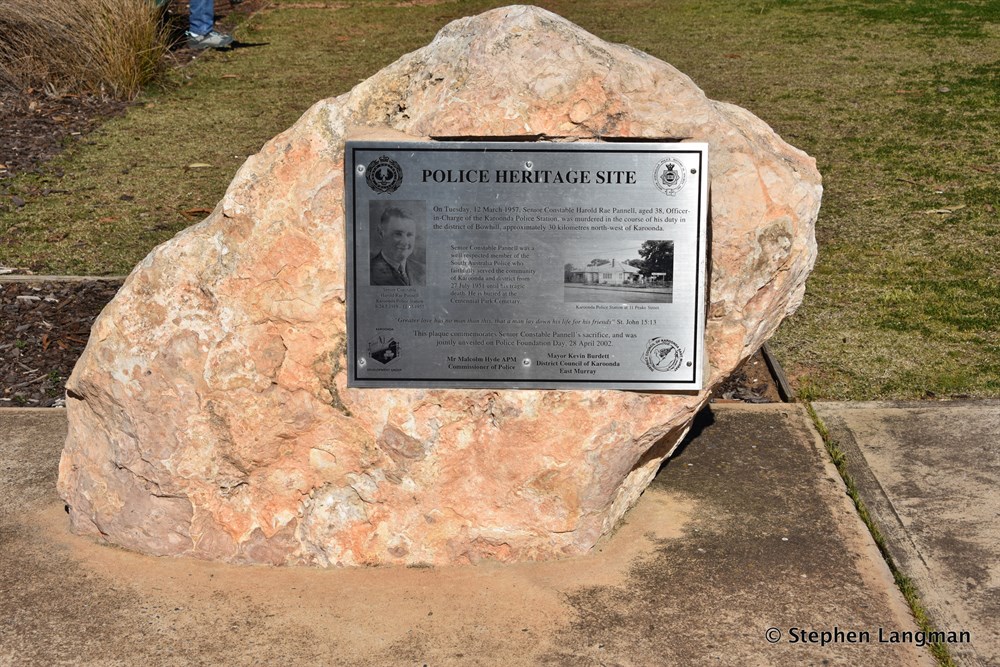 POLICE HERITAGE SITE
On Tuesday, 12 March 1957, Senior Constable Harold Rae Pannell, aged 38, Officer-
in-Charge of the Karoonda Police Station, was murdered in the course of his duty in
the district of Bowhill, approximately 30 kilometres north-west of Karoonda.
Senior Constable Pannell was a
well respected member of the
South Australia Police who
faithfully served the community
of Karoonda and district from
27 July 1951 until his tragic
death. He is buried at the
Centennial Park Cemetery.
Senior Constable
Harold Rae Pannell
Karoonda Police Station
"Greater love has no man than this, that a man lay down his life for his friends" St. John 15:13
This plaque commemorates Senior Constable Pannell's sacrifice, and was
jointly unveiled on Police Foundation Day, 28 April 2002.
Mr Malcolm Hyde APM
Commissioner of Police
Mayor Kevin Burdett
District Council of Karoonda
East Murray
© Stephen Langman